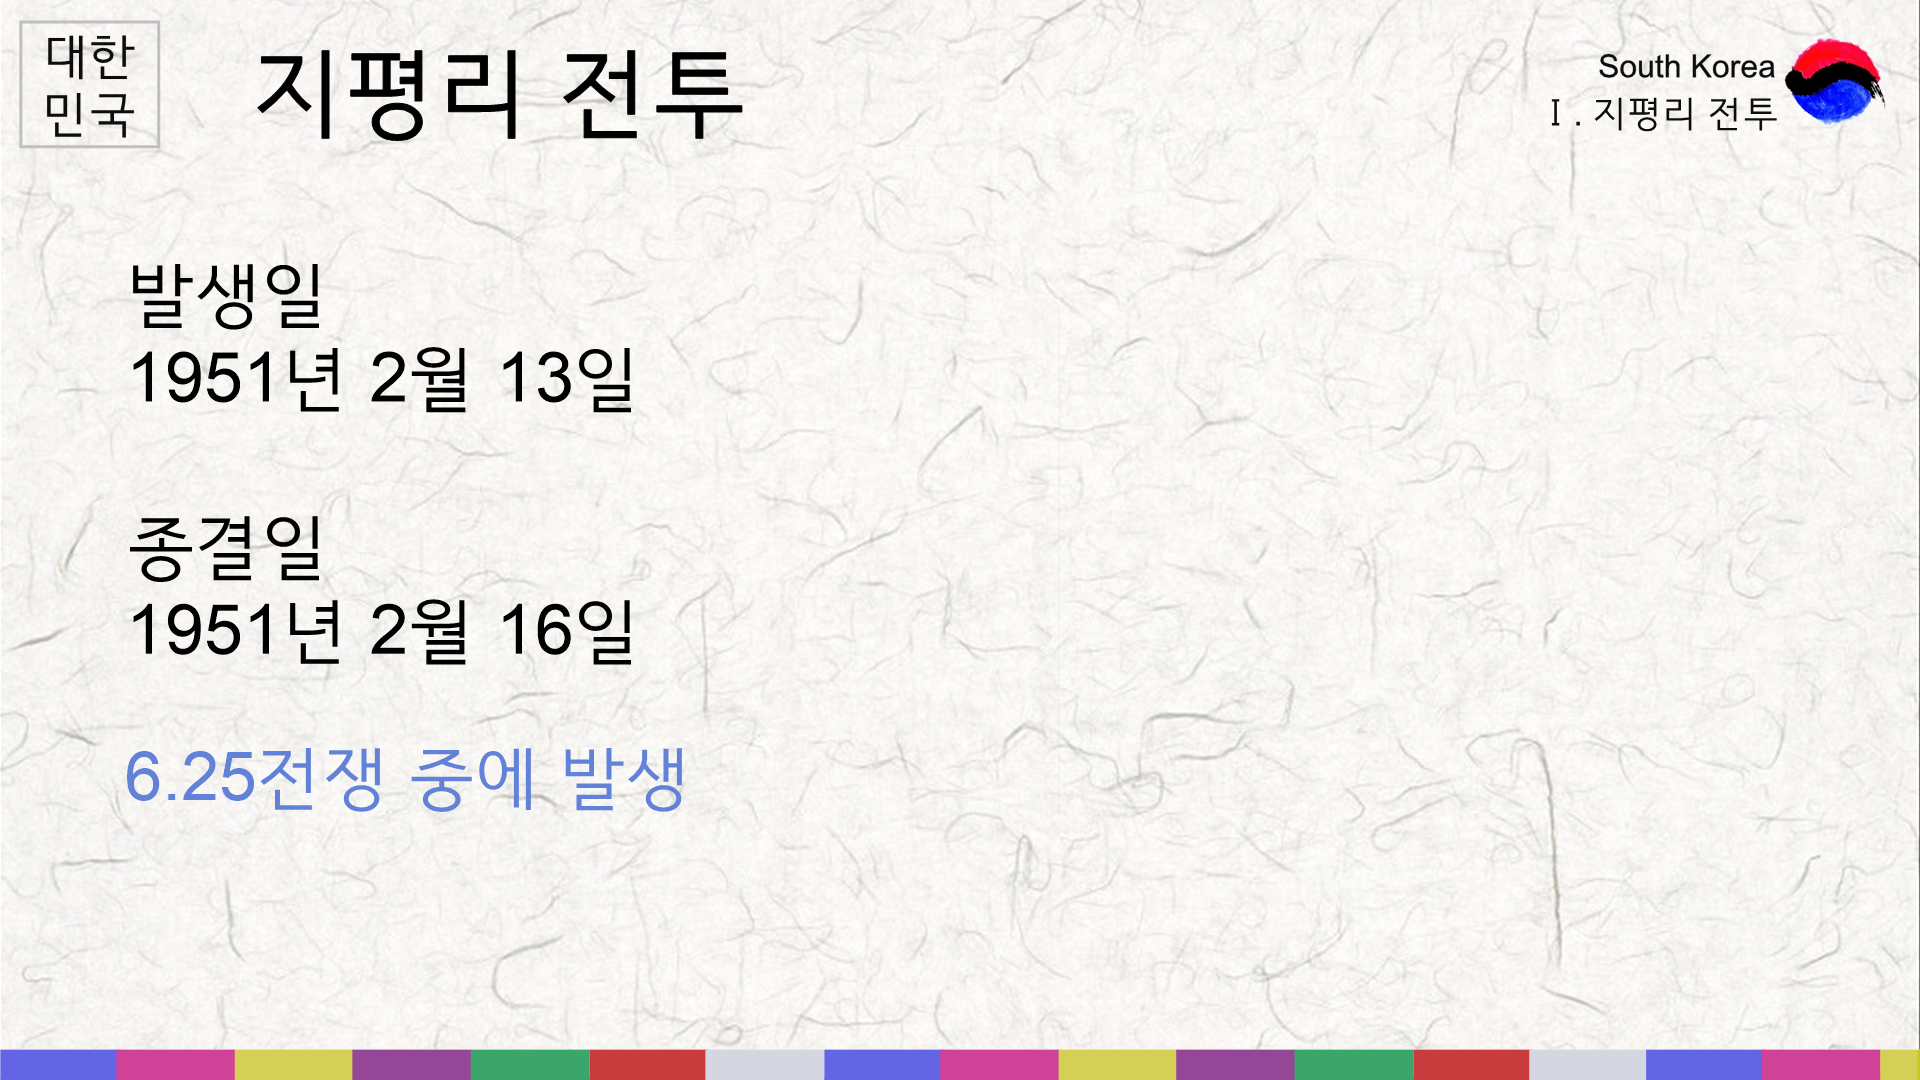 대한
민국
지평리 전투
South Korea
Ⅰ. 지평리 전투
발생일
1951년 2월 13일
종결일
1951년 2월 16일
6.25전쟁 중에 발생